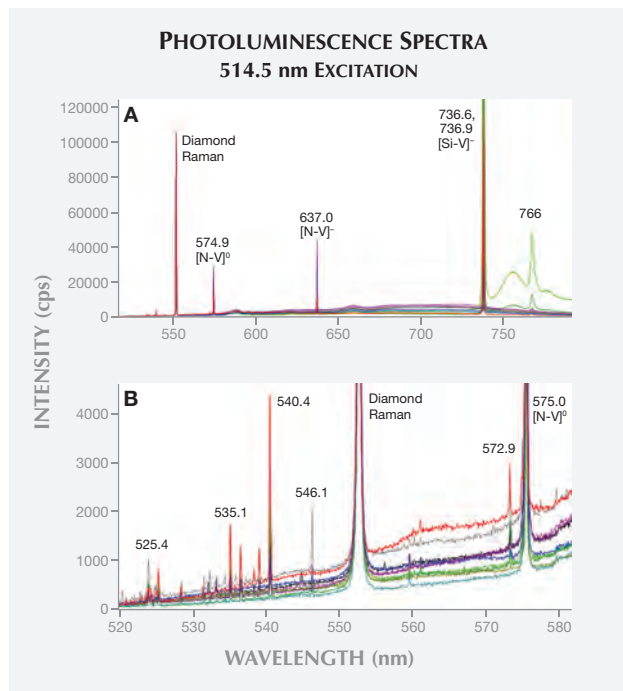 PHOTOLUMINESCENCE SPECTRA
514.5 nm EXCITATION
A
120000
100000
80000
60000
40000
20000
0
Diamond
Raman
574.9
[N-V]⁰
637.0
[N-V]⁻
736.6,
736.9
[Si-V]⁻
766
550
600
650
700
750
INTENSITY (cps)
B
4000
3000
2000
1000
0
525.4
535.1
540.4
546.1
Diamond
Raman
572.9
575.0
[N-V]⁰
520
530
540
550
560
570
580
WAVELENGTH (nm)